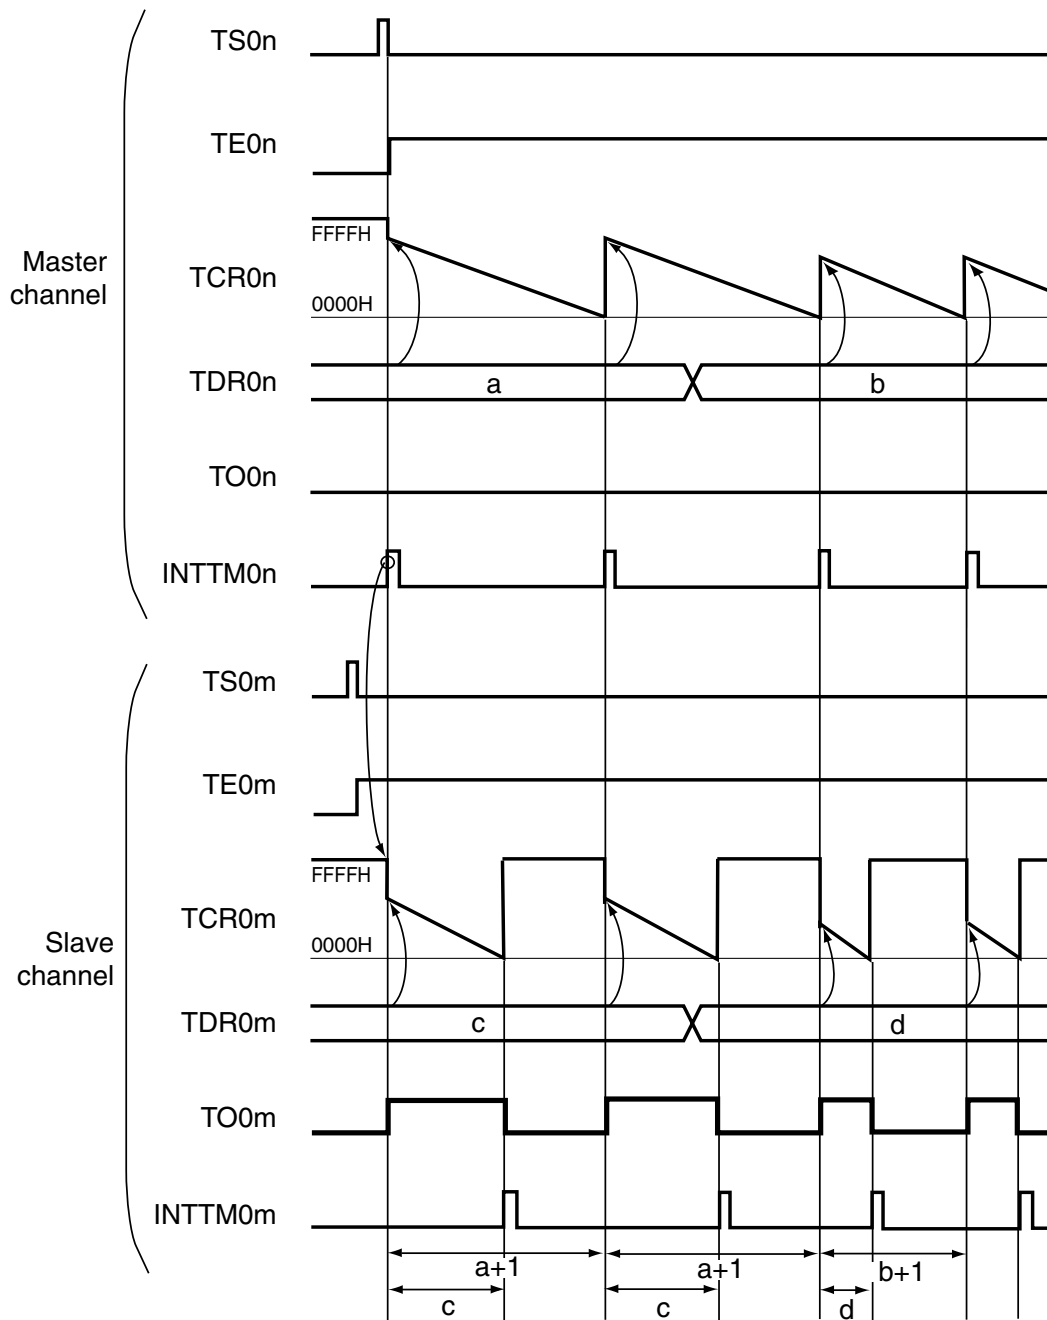 TS0n
TE0n
FFFFH
TCR0n
0000H
Master
channel
TDR0n
a
b
TO0n
INTTM0n
TS0m
TE0m
FFFFH
TCR0m
0000H
Slave
channel
TDR0m
c
d
TO0m
INTTM0m
a+1
a+1
b+1
c
c
d